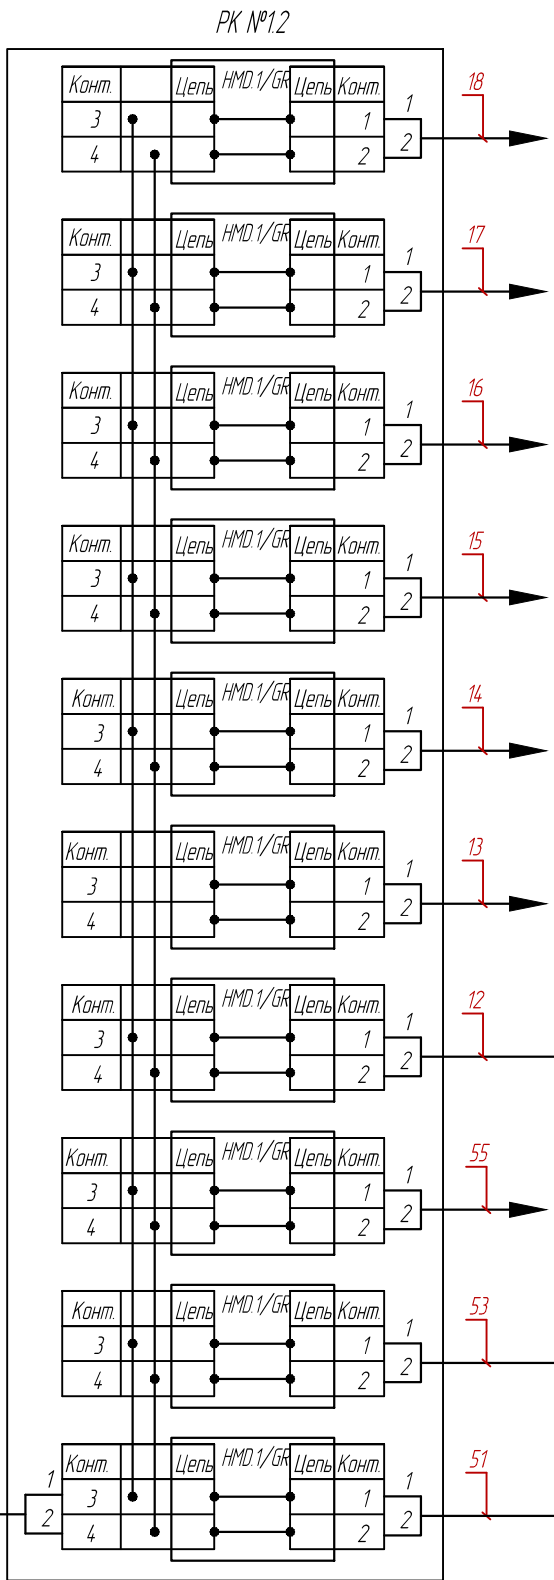 РК №1.2
Конт. Цепь HMD.1/GR Цепь Конт. 1 18
3 1 2
4 2
Конт. Цепь HMD.1/GR Цепь Конт. 1 17
3 1 2
4 2
Конт. Цепь HMD.1/GR Цепь Конт. 1 16
3 1 2
4 2
Конт. Цепь HMD.1/GR Цепь Конт. 1 15
3 1 2
4 2
Конт. Цепь HMD.1/GR Цепь Конт. 1 14
3 1 2
4 2
Конт. Цепь HMD.1/GR Цепь Конт. 1 13
3 1 2
4 2
Конт. Цепь HMD.1/GR Цепь Конт. 1 12
3 1 2
4 2
Конт. Цепь HMD.1/GR Цепь Конт. 1 55
3 1 2
4 2
Конт. Цепь HMD.1/GR Цепь Конт. 1 53
3 1 2
4 2
1 Конт. Цепь HMD.1/GR Цепь Конт. 1 51
2 3 1 2
4 2